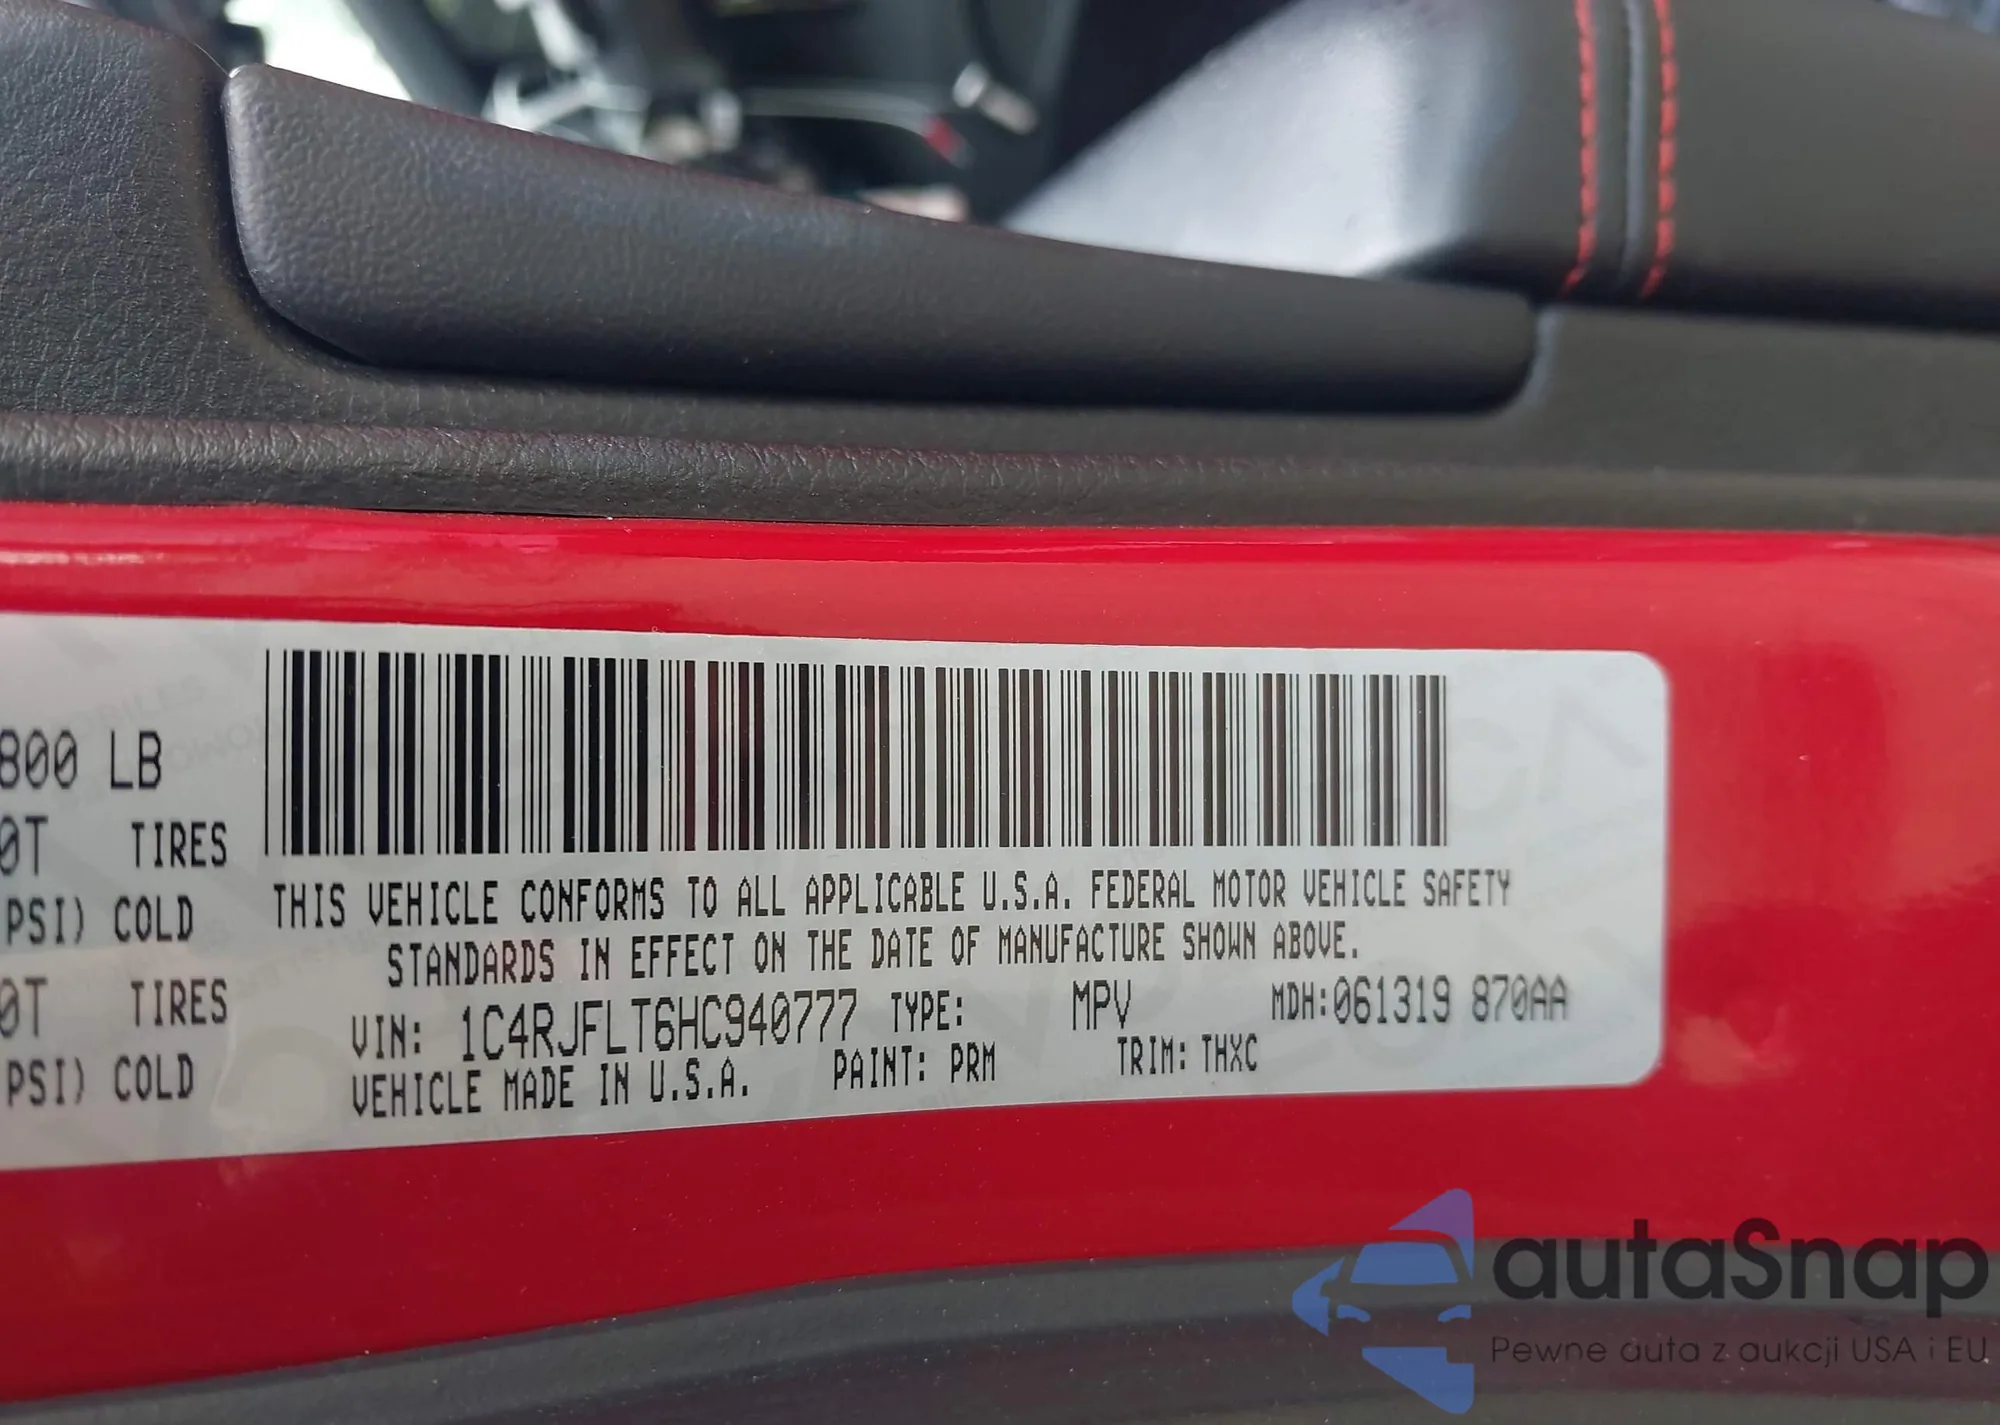 800 LB
0T TIRES
PSI) COLD
0T TIRES
PSI) COLD
THIS VEHICLE CONFORMS TO ALL APPLICABLE U.S.A. FEDERAL MOTOR VEHICLE SAFETY
STANDARDS IN EFFECT ON THE DATE OF MANUFACTURE SHOWN ABOVE.
VIN: 1C4RJFLT6HC940777 TYPE: MPV MDH:061319 870AA
VEHICLE MADE IN U.S.A. PAINT: PRM TRIM: THXC
autaSnap
Pewne auta z aukcji USA i EU